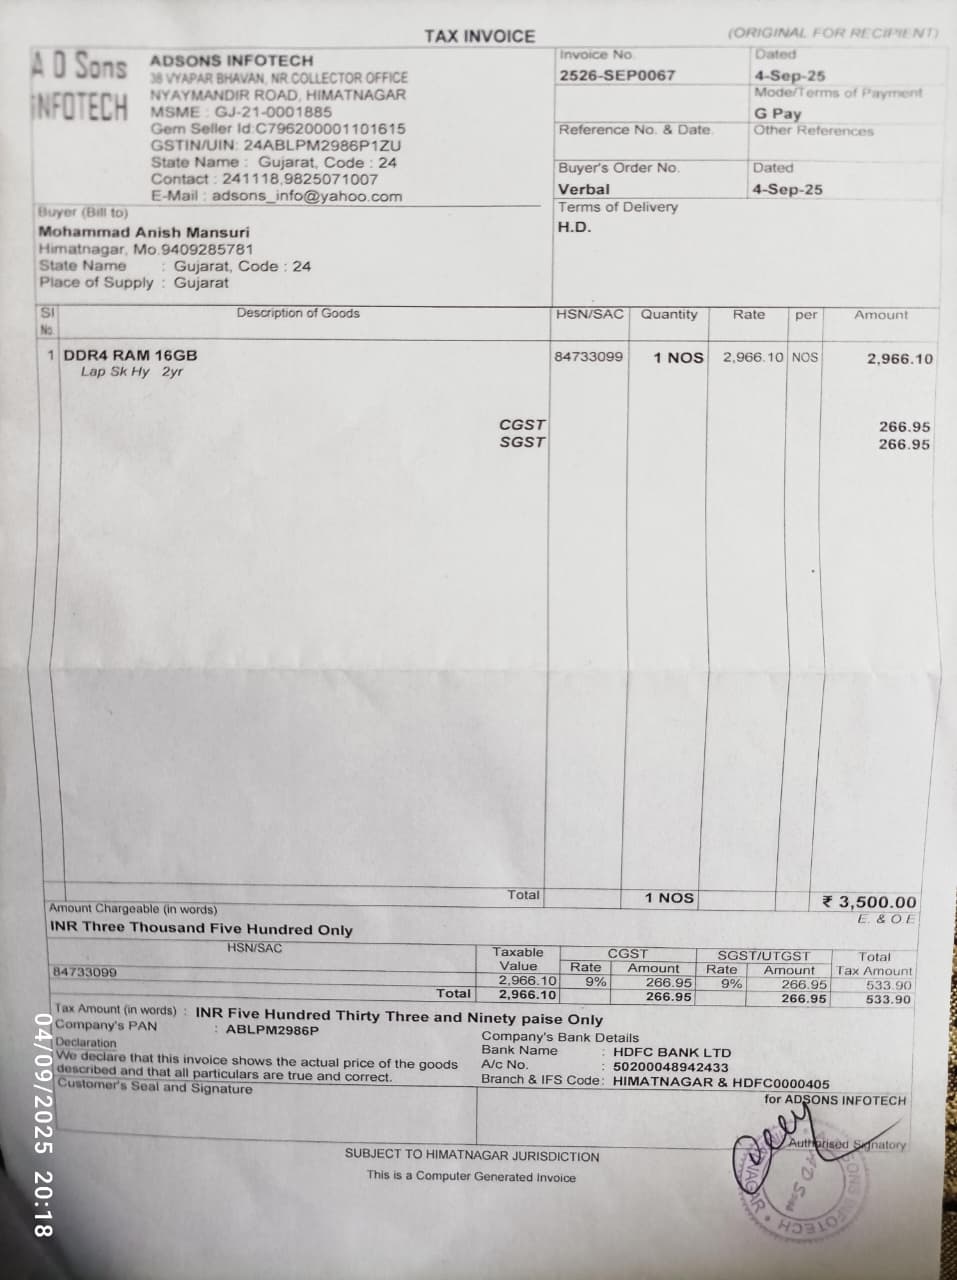 TAX INVOICE
(ORIGINAL FOR RECIPIENT)
A D Sons
INFOTECH
ADSONS INFOTECH
38 VYAPAR BHAVAN, NR.COLLECTOR OFFICE
NYAYMANDIR ROAD, HIMATNAGAR
MSME : GJ-21-0001885
Gem Seller Id:C796200001101615
GSTIN/UIN: 24ABLPM2986P1ZU
State Name : Gujarat, Code : 24
Contact : 241118,9825071007
E-Mail : adsons_info@yahoo.com
Invoice No.
2526-SEP0067
Dated
4-Sep-25
Mode/Terms of Payment
G Pay
Reference No. & Date.
Other References
Buyer's Order No.
Verbal
Dated
4-Sep-25
Terms of Delivery
H.D.
Buyer (Bill to)
Mohammad Anish Mansuri
Himatnagar, Mo.9409285781
State Name : Gujarat, Code : 24
Place of Supply : Gujarat
Sl No. Description of Goods HSN/SAC Quantity Rate per Amount
1 DDR4 RAM 16GB 84733099 1 NOS 2,966.10 NOS 2,966.10
Lap Sk Hy 2yr
CGST 266.95
SGST 266.95
Total 1 NOS ₹ 3,500.00
Amount Chargeable (in words) E. & O.E
INR Three Thousand Five Hundred Only
HSN/SAC Taxable Value CGST SGST/UTGST Total Tax Amount
Rate Amount Rate Amount
84733099 2,966.10 9% 266.95 9% 266.95 533.90
Total 2,966.10 266.95 266.95 533.90
Tax Amount (in words) : INR Five Hundred Thirty Three and Ninety paise Only
Company's PAN : ABLPM2986P
Declaration
We declare that this invoice shows the actual price of the goods
described and that all particulars are true and correct.
Company's Bank Details
Bank Name : HDFC BANK LTD
A/c No. : 50200048942433
Branch & IFS Code: HIMATNAGAR & HDFC0000405
Customer's Seal and Signature
for ADSONS INFOTECH
Authorised Signatory
SUBJECT TO HIMATNAGAR JURISDICTION
This is a Computer Generated Invoice
04/09/2025 20:18